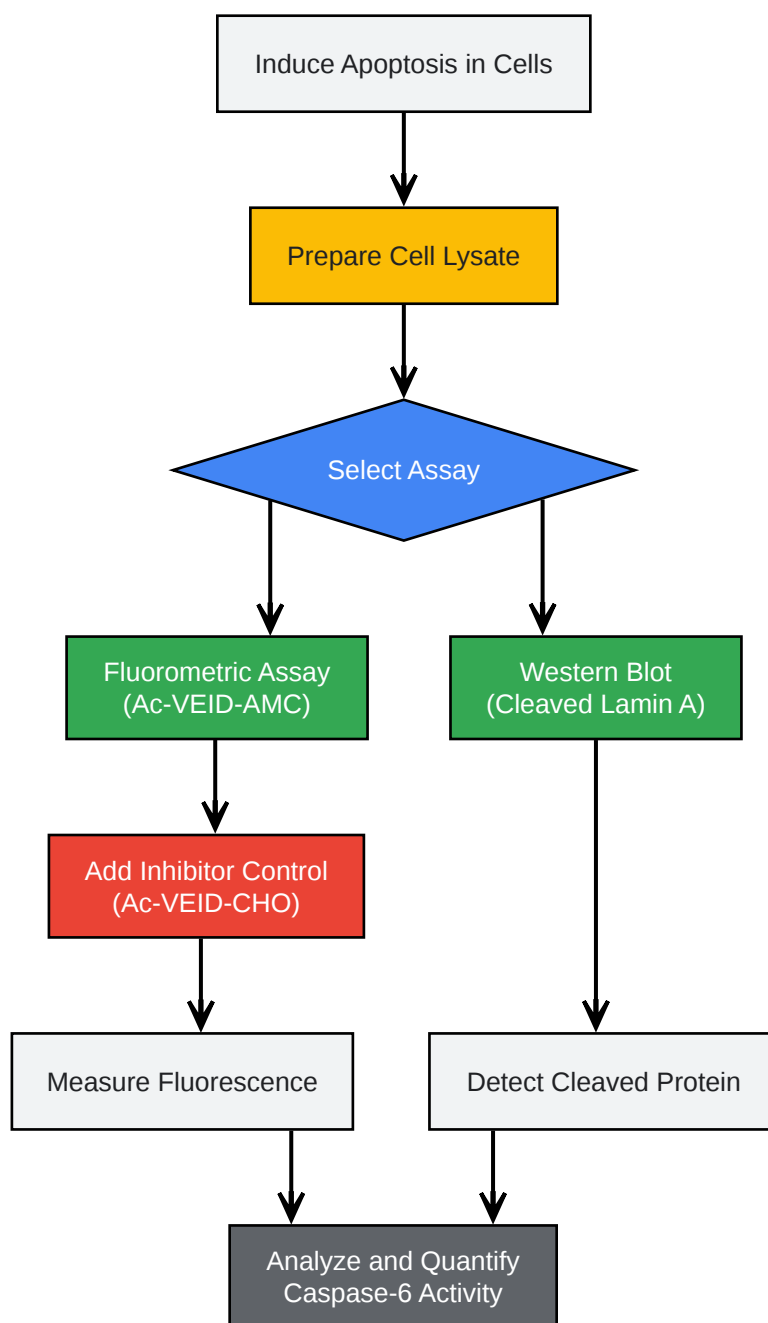 Induce Apoptosis in Cells
Prepare Cell Lysate
Select Assay
Fluorometric Assay
(Ac-VEID-AMC)
Western Blot
(Cleaved Lamin A)
Add Inhibitor Control
(Ac-VEID-CHO)
Measure Fluorescence
Detect Cleaved Protein
Analyze and Quantify
Caspase-6 Activity